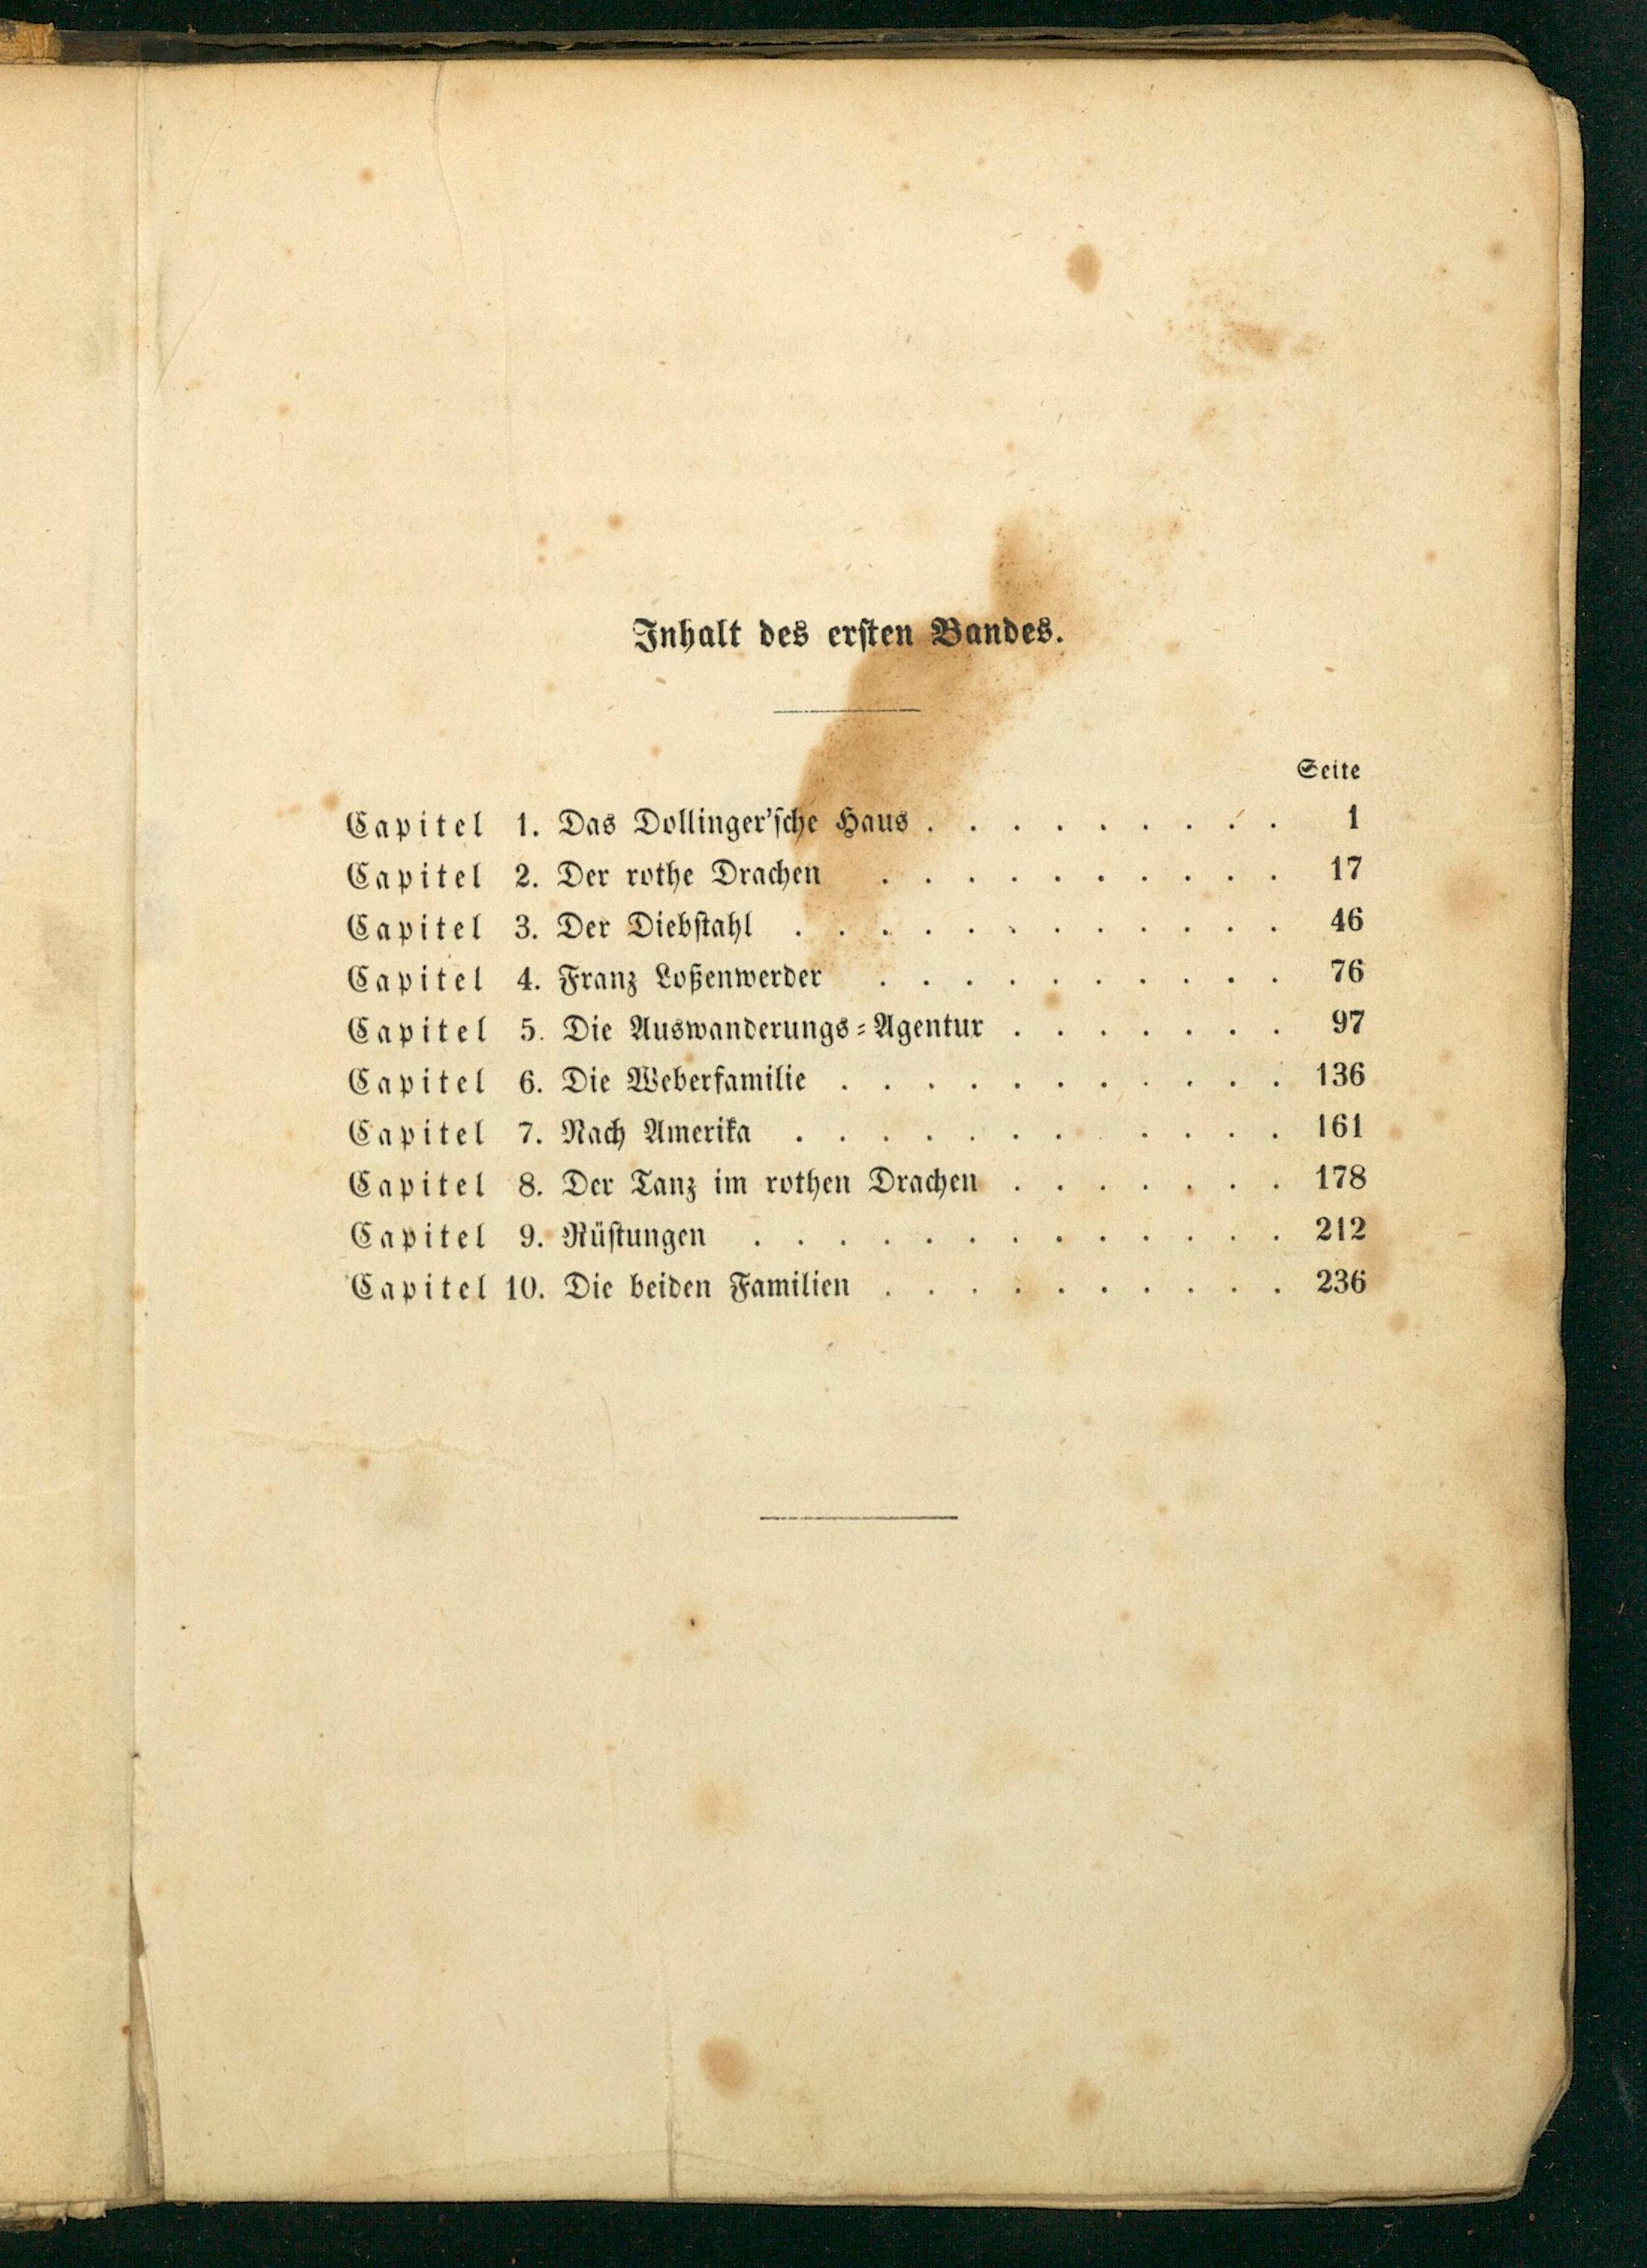 Inhalt des ersten Bandes.
Seite
Capitel 1. Das Dollinger'sche Haus . . . . . . . . . 1
Capitel 2. Der rothe Drachen . . . . . . . . . . 17
Capitel 3. Der Diebstahl . . . . . . . . . . . . 46
Capitel 4. Franz Loßenwerder . . . . . . . . . . 76
Capitel 5. Die Auswanderungs-Agentur . . . . . . . 97
Capitel 6. Die Weberfamilie . . . . . . . . . . . 136
Capitel 7. Nach Amerika . . . . . . . . . . . . 161
Capitel 8. Der Tanz im rothen Drachen . . . . . . . 178
Capitel 9. Rüstungen . . . . . . . . . . . . . 212
Capitel 10. Die beiden Familien . . . . . . . . . . 236